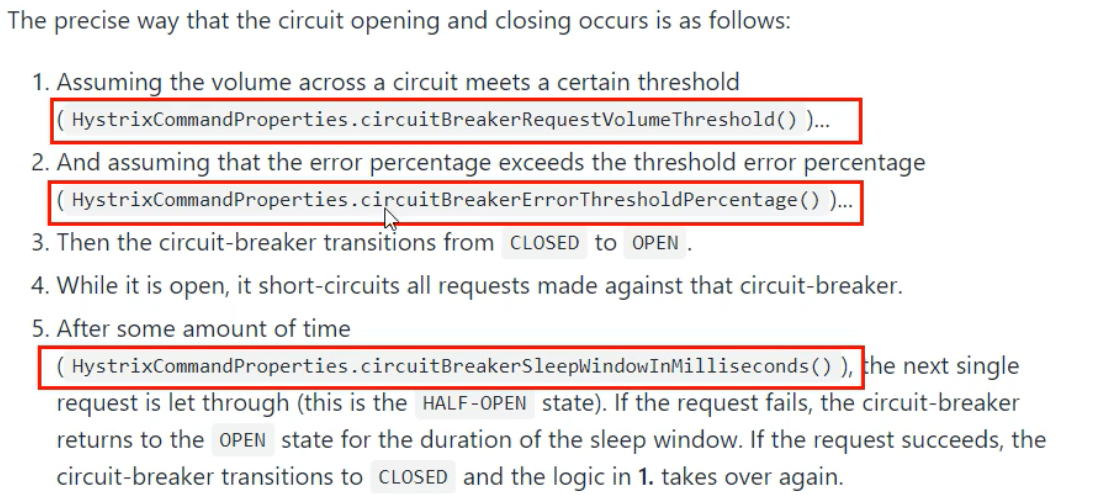 The precise way that the circuit opening and closing occurs is as follows:
1. Assuming the volume across a circuit meets a certain threshold
( HystrixCommandProperties.circuitBreakerRequestVolumeThreshold() )...
2. And assuming that the error percentage exceeds the threshold error percentage
( HystrixCommandProperties.circuitBreakerErrorThresholdPercentage() )...
3. Then the circuit-breaker transitions from CLOSED to OPEN .
4. While it is open, it short-circuits all requests made against that circuit-breaker.
5. After some amount of time
( HystrixCommandProperties.circuitBreakerSleepWindowInMilliseconds() ), the next single
request is let through (this is the HALF-OPEN state). If the request fails, the circuit-breaker
returns to the OPEN state for the duration of the sleep window. If the request succeeds, the
circuit-breaker transitions to CLOSED and the logic in 1. takes over again.